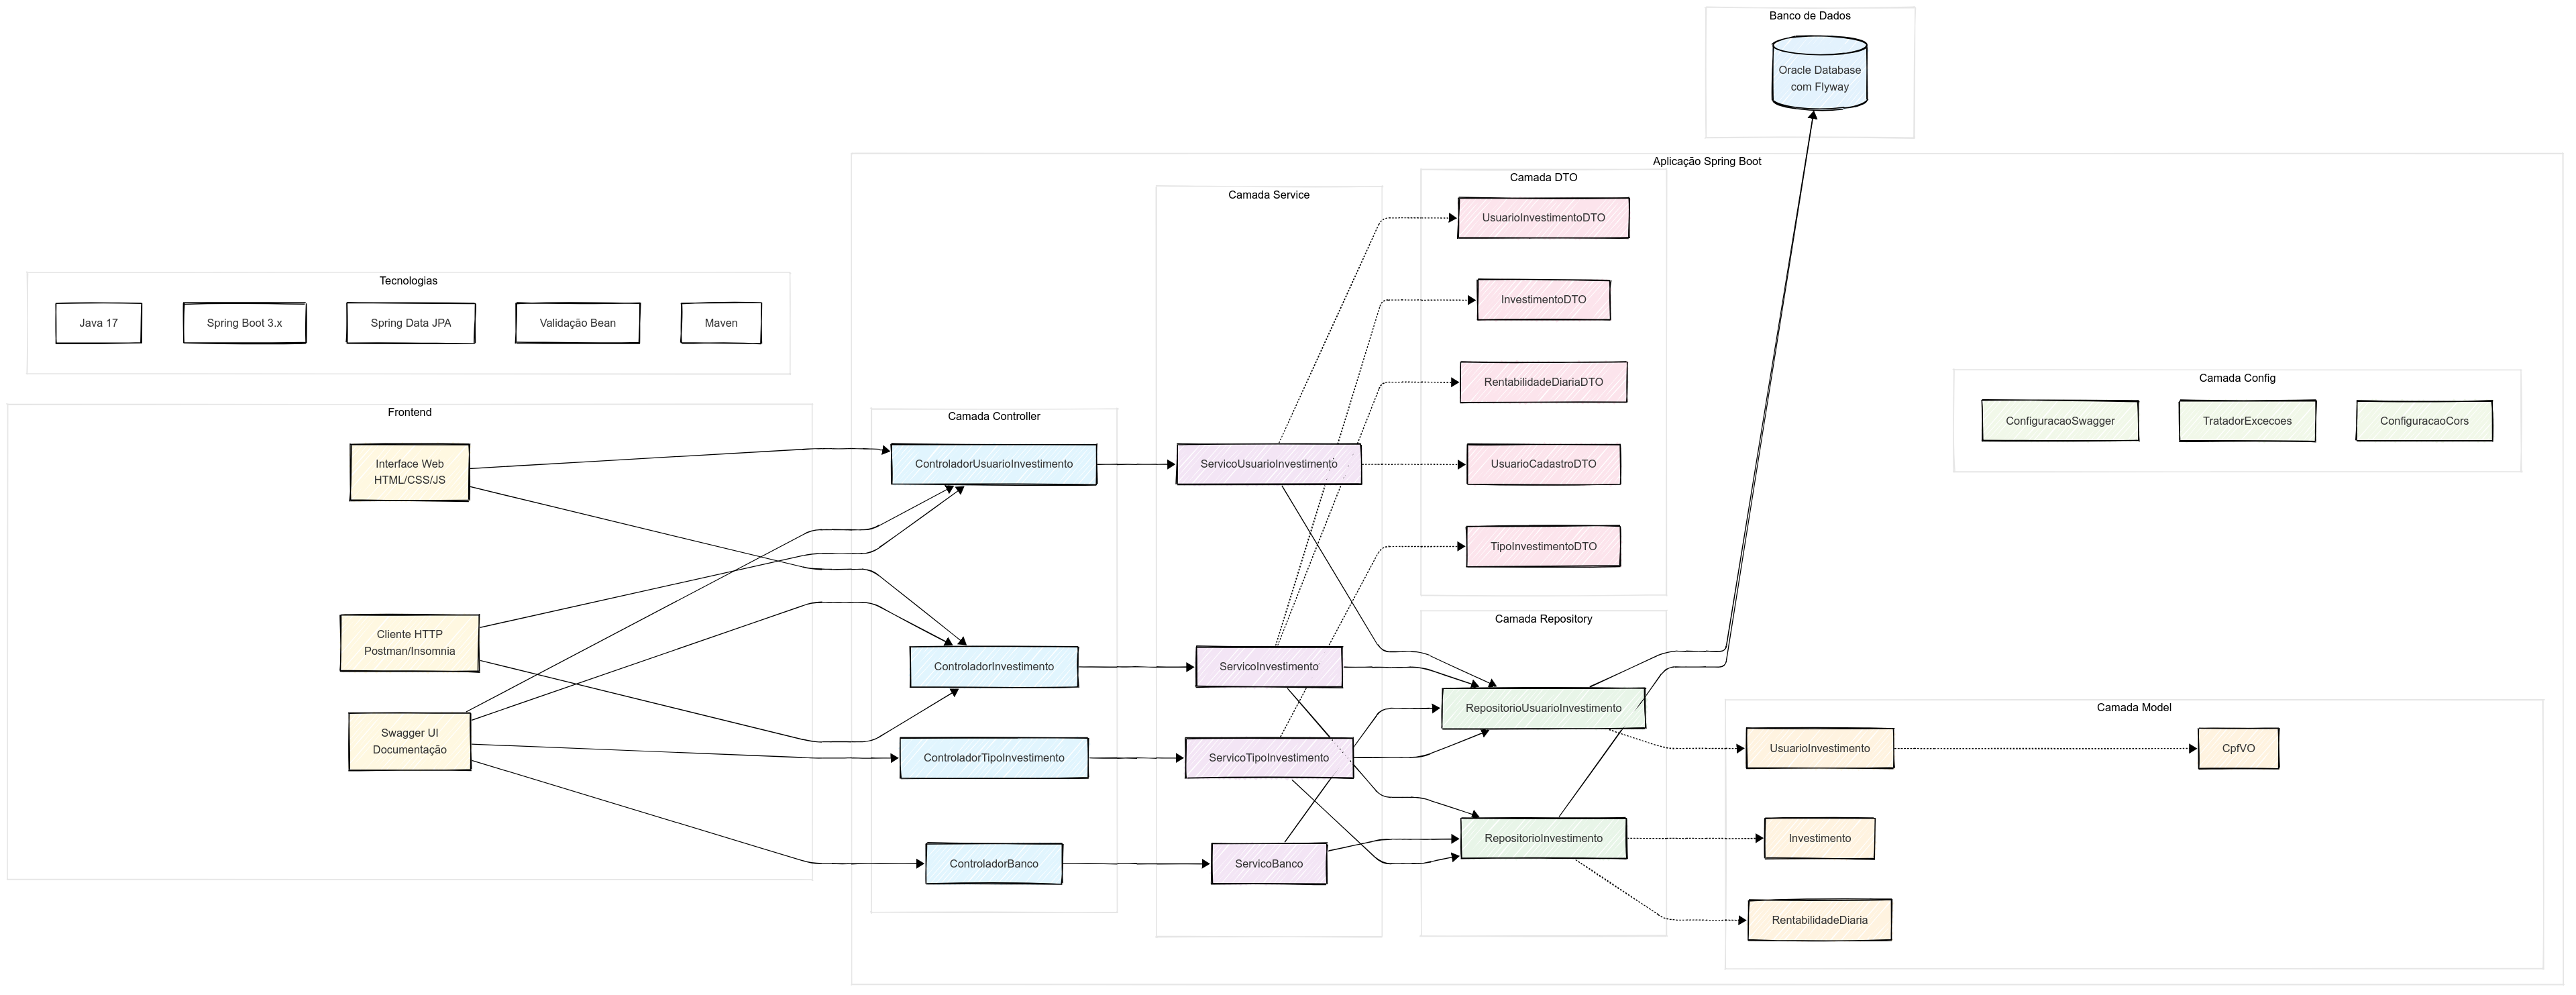 Banco de Dados
Oracle Database
com Flyway
Aplicação Spring Boot
Tecnologias
Java 17
Spring Boot 3.x
Spring Data JPA
Validação Bean
Maven
Frontend
Interface Web
HTML/CSS/JS
Cliente HTTP
Postman/Insomnia
Swagger UI
Documentação
Camada Controller
ControladorUsuarioInvestimento
ControladorInvestimento
ControladorTipoInvestimento
ControladorBanco
Camada Service
ServicoUsuarioInvestimento
ServicoInvestimento
ServicoTipoInvestimento
ServicoBanco
Camada DTO
UsuarioInvestimentoDTO
InvestimentoDTO
RentabilidadeDiariaDTO
UsuarioCadastroDTO
TipoInvestimentoDTO
Camada Repository
RepositorioUsuarioInvestimento
RepositorioInvestimento
Camada Config
ConfiguracaoSwagger
TratadorExcecoes
ConfiguracaoCors
Camada Model
UsuarioInvestimento
CpfVO
Investimento
RentabilidadeDiaria